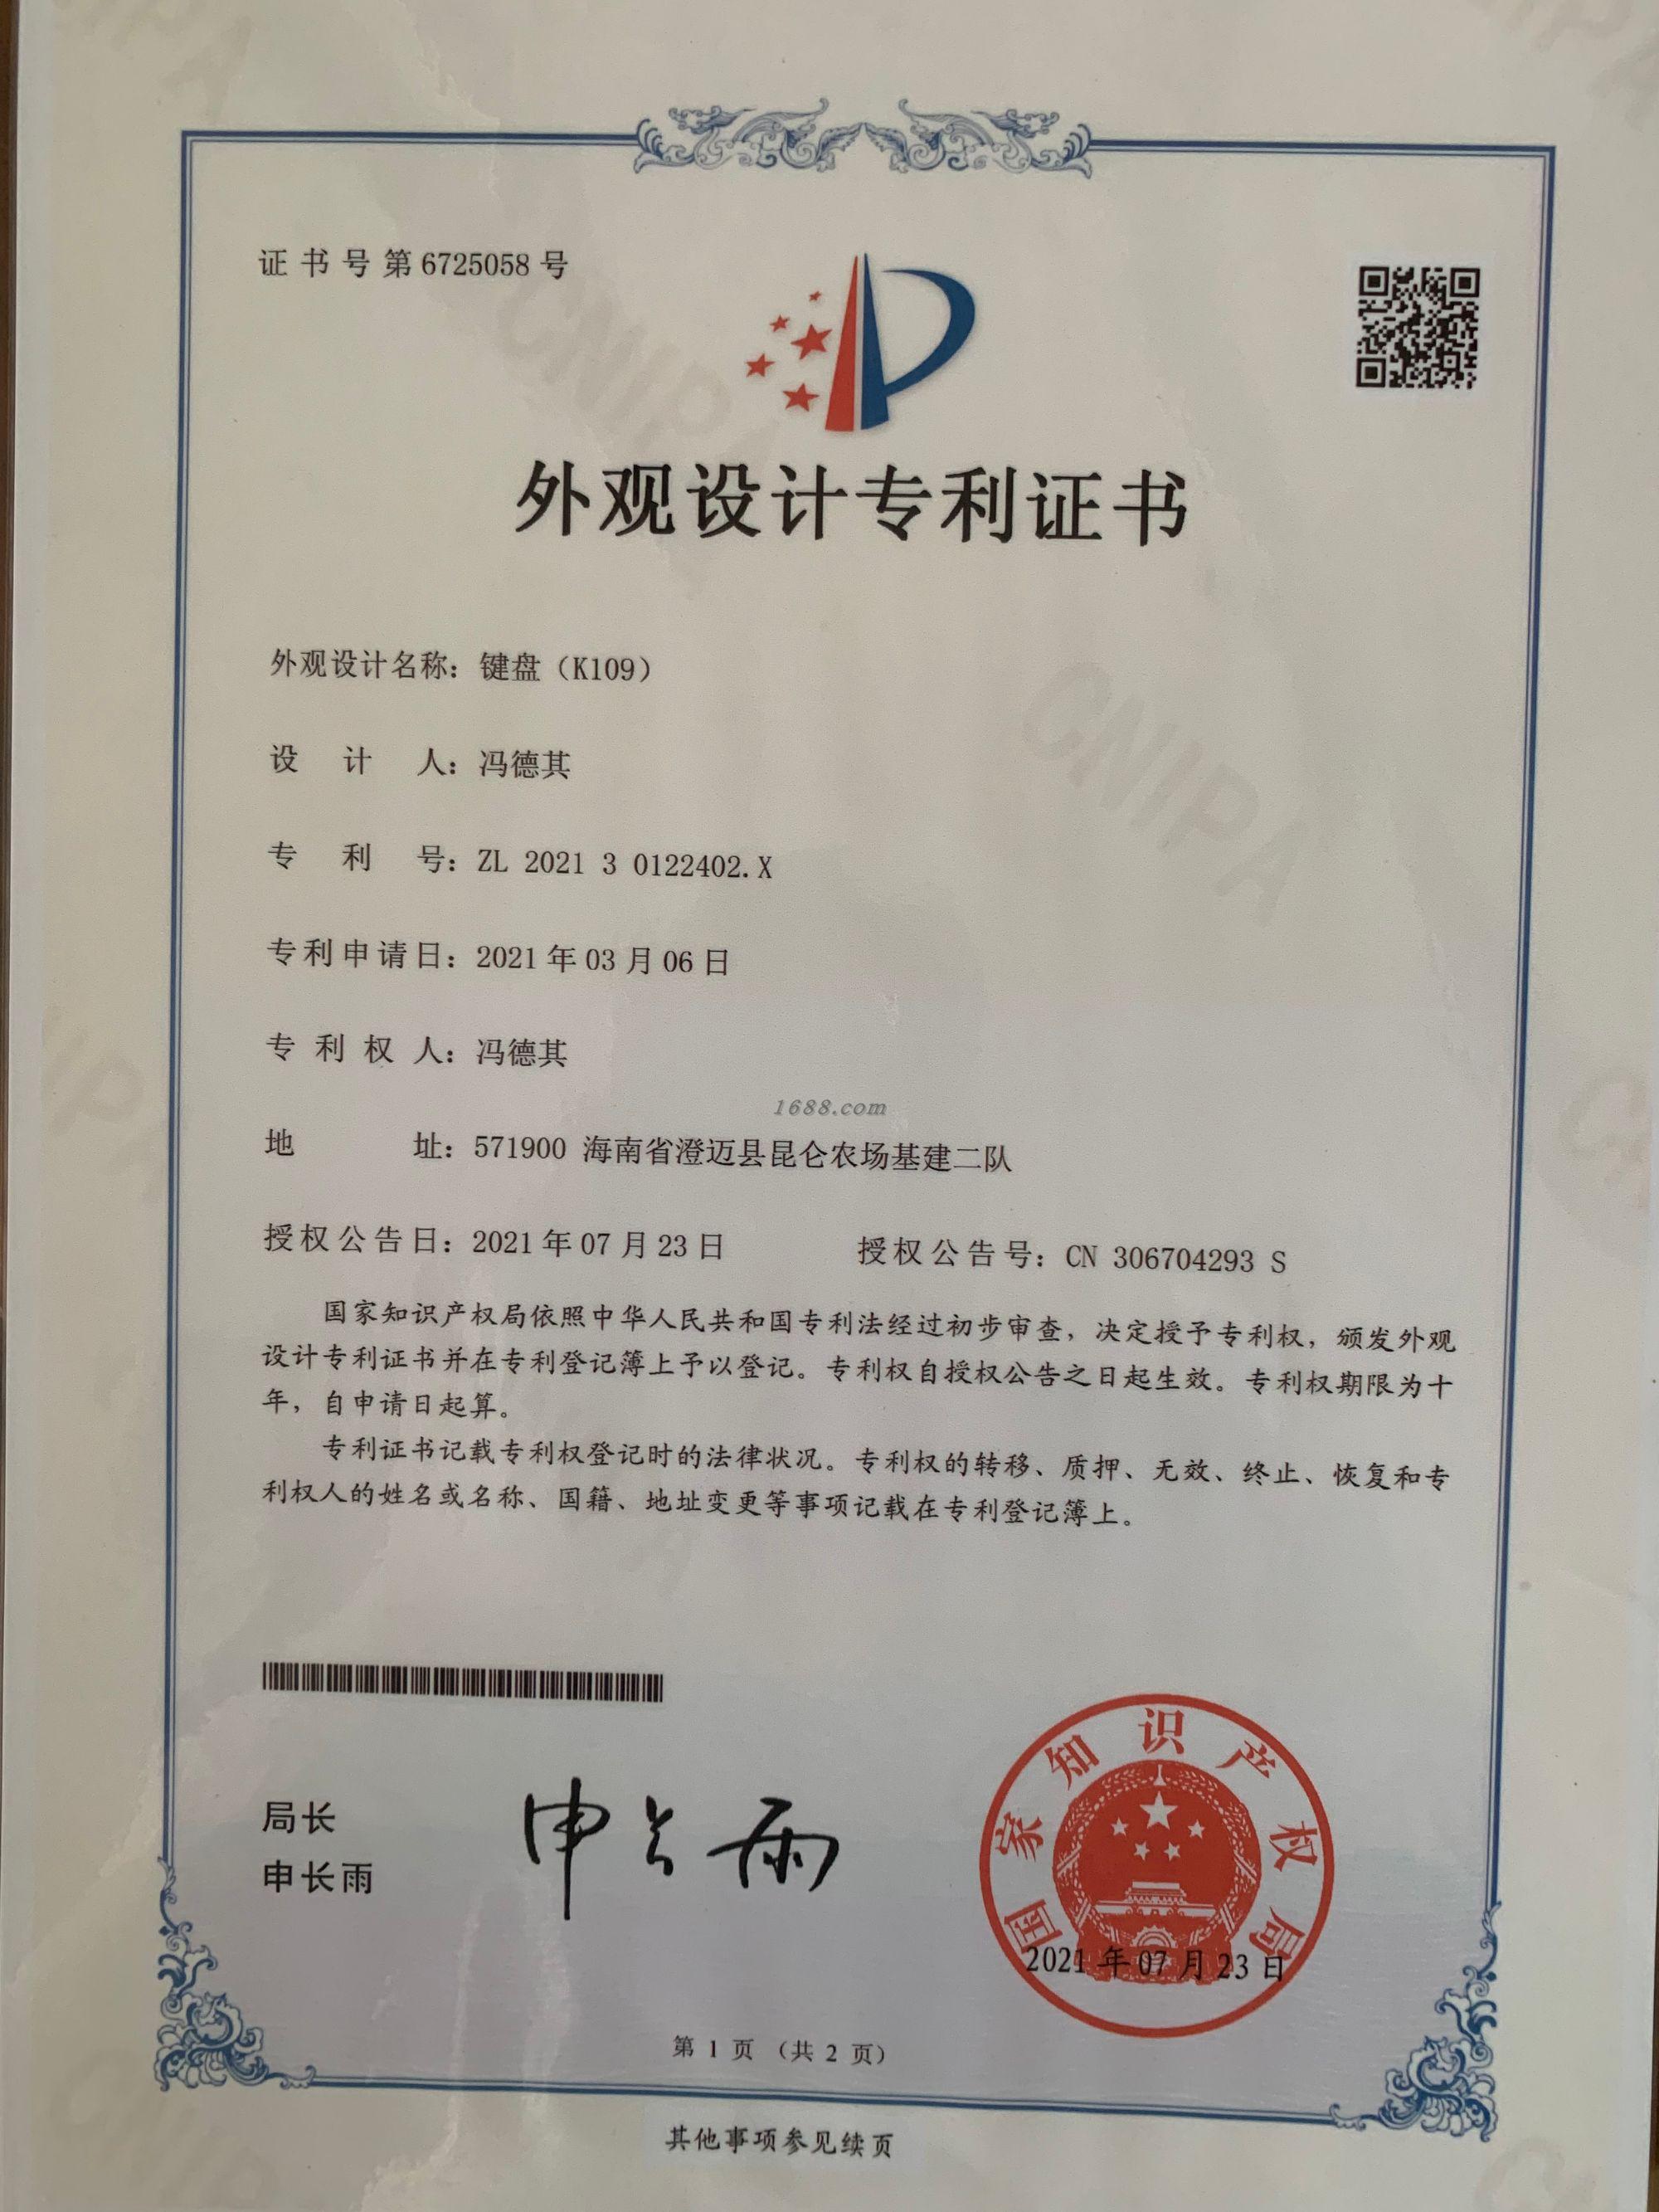 证书号第6725058号
外观设计专利证书
外观设计名称：键盘（K109）
设计人：冯德其
专利号：ZL 2021 3 0122402.X
专利申请日：2021年03月06日
专利权人：冯德其
1688.com
地址：571900 海南省澄迈县昆仑农场基建二队
授权公告日：2021年07月23日 授权公告号：CN 306704293 S
国家知识产权局依照中华人民共和国专利法经过初步审查，决定授予专利权，颁发外观
设计专利证书并在专利登记簿上予以登记。专利权自授权公告之日起生效。专利权期限为十
年，自申请日起算。
专利证书记载专利权登记时的法律状况。专利权的转移、质押、无效、终止、恢复和专
利权人的姓名或名称、国籍、地址变更等事项记载在专利登记簿上。
局长
申长雨
申长雨
国家知识产权局
2021年07月23日
第1页（共2页）
其他事项参见续页
CNIPA
CNIPA